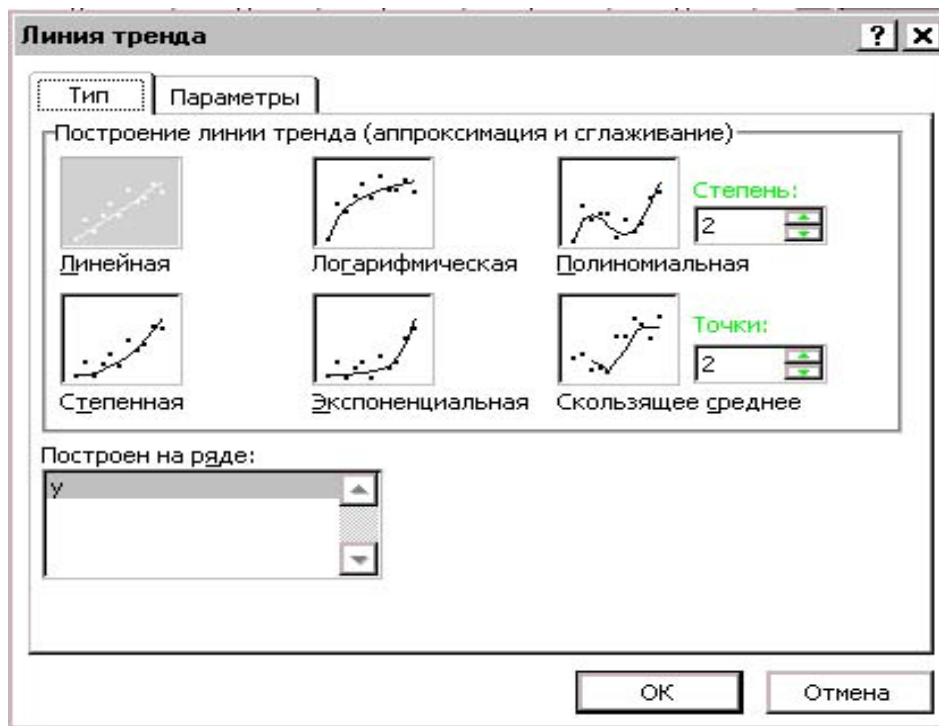 Линия тренда
Тип Параметры
Построение линии тренда (аппроксимация и сглаживание)
Степень:
2
Линейная Логарифмическая Полиномиальная
Точки:
2
Степенная Экспоненциальная Скользящее среднее
Построен на ряде:
y
ОК Отмена